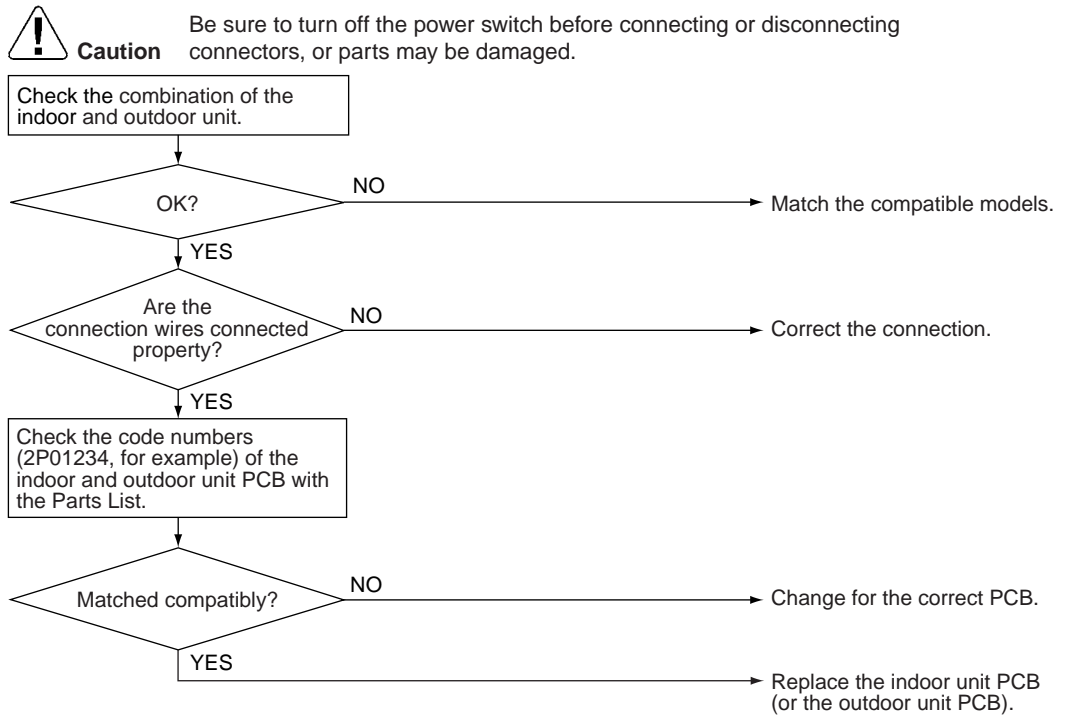 Be sure to turn off the power switch before connecting or disconnecting
Caution connectors, or parts may be damaged.
Check the combination of the
indoor and outdoor unit.
OK?
NO
Match the compatible models.
YES
Are the
connection wires connected
property?
NO
Correct the connection.
YES
Check the code numbers
(2P01234, for example) of the
indoor and outdoor unit PCB with
the Parts List.
Matched compatibly?
NO
Change for the correct PCB.
YES
Replace the indoor unit PCB
(or the outdoor unit PCB).